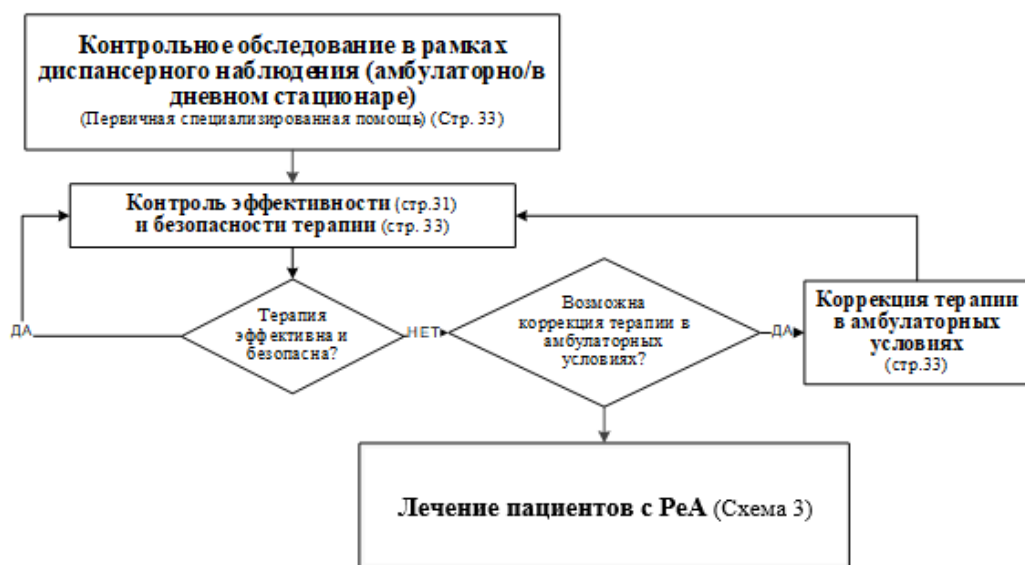 Контрольное обследование в рамках
диспансерного наблюдения (амбулаторно/в
дневном стационаре)
(Первичная специализированная помощь) (Стр. 33)
Контроль эффективности (стр.31)
и безопасности терапии (стр. 33)
Терапия
эффективна и
безопасна?
ДА
НЕТ
Возможна
коррекция терапии в
амбулаторных
условиях?
ДА
Коррекция терапии
в амбулаторных
условиях
(стр.33)
Лечение пациентов с РеА (Схема 3)